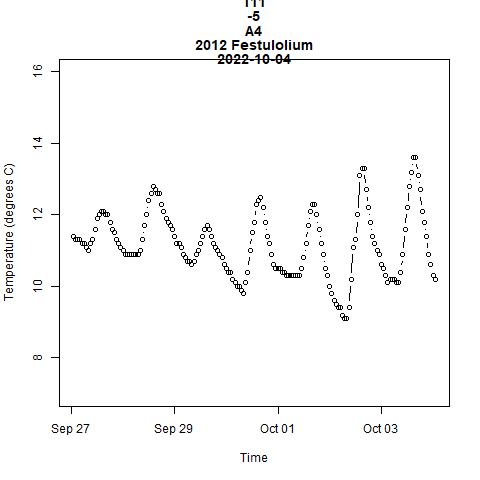 T11
-5
A4
2012 Festulolium
2022-10-04
16
14
12
10
8
Temperature (degrees C)
Sep 27
Sep 29
Oct 01
Oct 03
Time